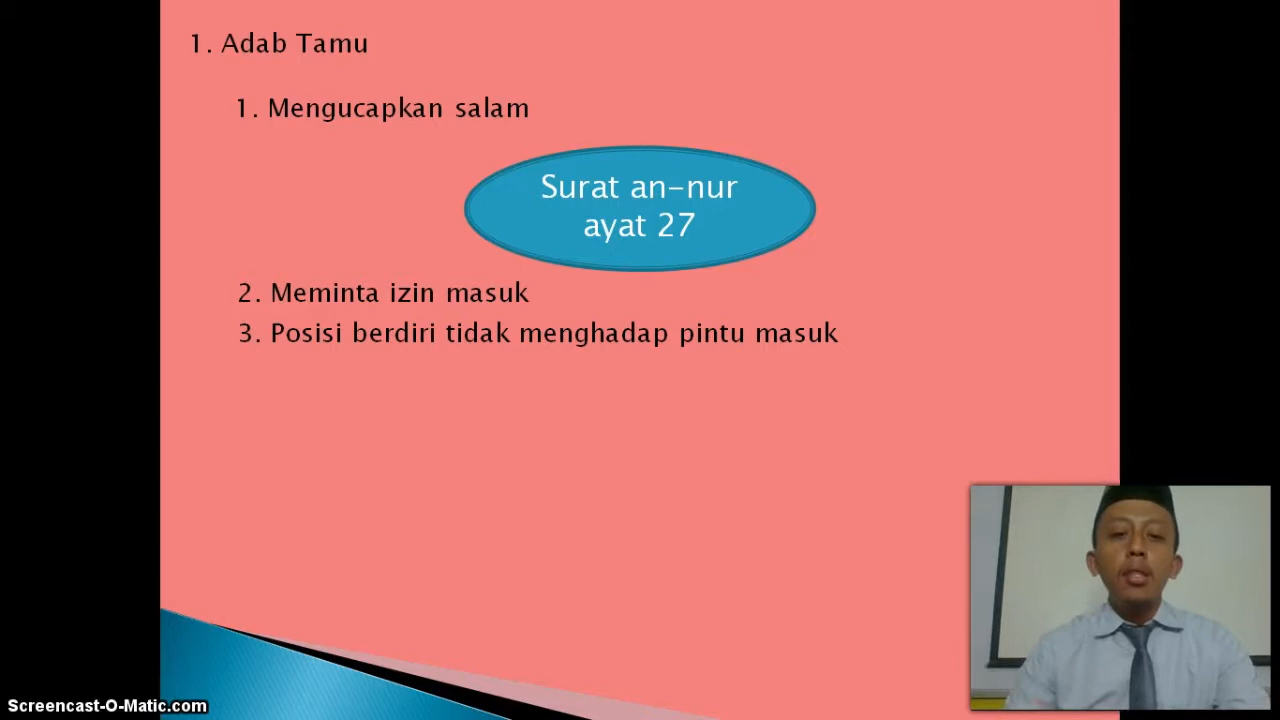 1. Adab Tamu
1. Mengucapkan salam
Surat an-nur
ayat 27
2. Meminta izin masuk
3. Posisi berdiri tidak menghadap pintu masuk
Screencast-O-Matic.com